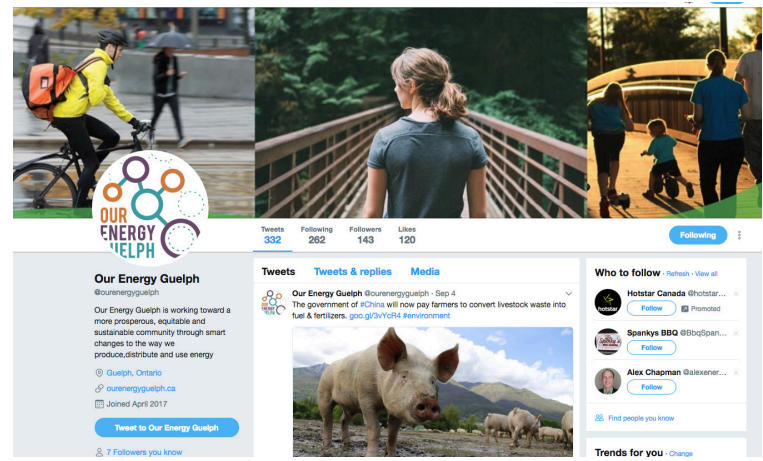 OUR
ENERGY
GUELPH
Tweets
332
Following
262
Followers
143
Likes
120
Following
Our Energy Guelph
@ourenergyguelph
Our Energy Guelph is working toward a
more prosperous, equitable and
sustainable community through smart
changes to the way we
produce,distribute and use energy
Guelph, Ontario
ourenergyguelph.ca
Joined April 2017
Tweet to Our Energy Guelph
7 Followers you know
Tweets Tweets & replies Media
Our Energy Guelph @ourenergyguelph · Sep 4
The government of #China will now pay farmers to convert livestock waste into
fuel & fertilizers. goo.gl/3vYcR4 #environment
Who to follow · Refresh · View all
hotstar
Hotstar Canada @hotstar...
Follow
Promoted
Spankys BBQ @BbqSpan...
Follow
Alex Chapman @alexener...
Follow
Find people you know
Trends for you · Change